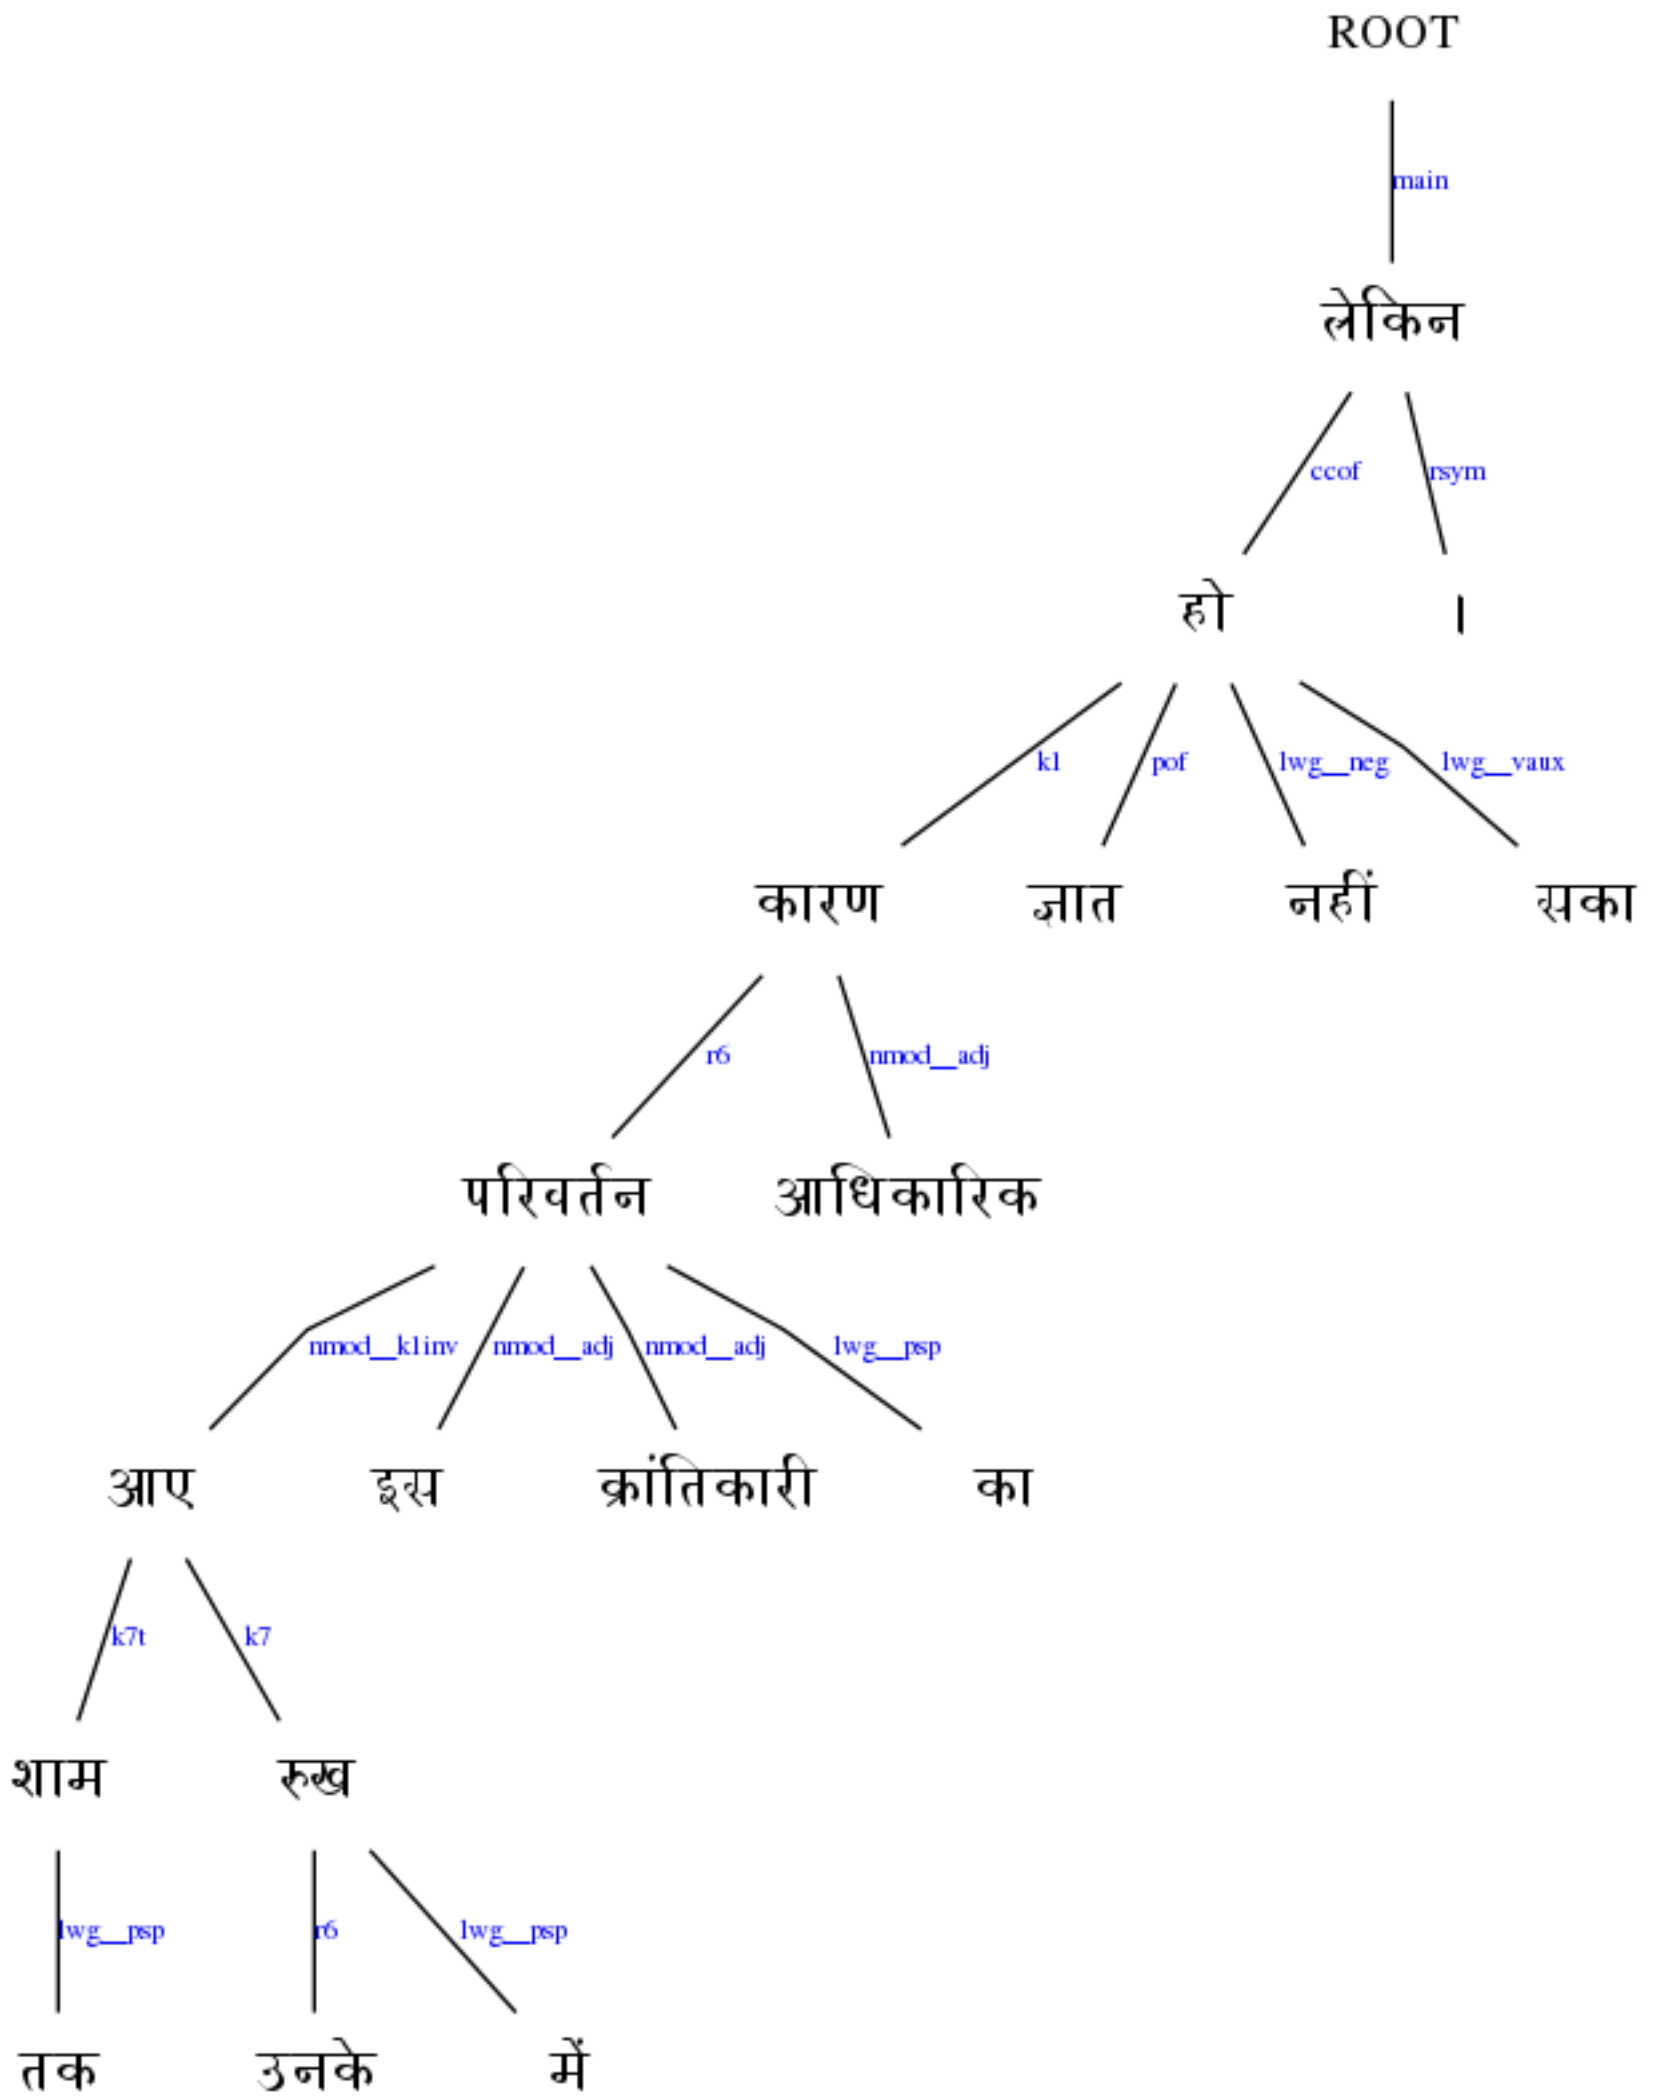 ROOT
main
लेकिन
ccof rsym
हो ।
k1 pof lwg__neg lwg__vaux
कारण ज्ञात नहीं सका
r6 nmod__adj
परिवर्तन आधिकारिक
nmod__k1inv nmod__adj nmod__adj lwg__psp
आए इस क्रांतिकारी का
k7t k7
शाम रुख
lwg__psp r6 lwg__psp
तक उनके में